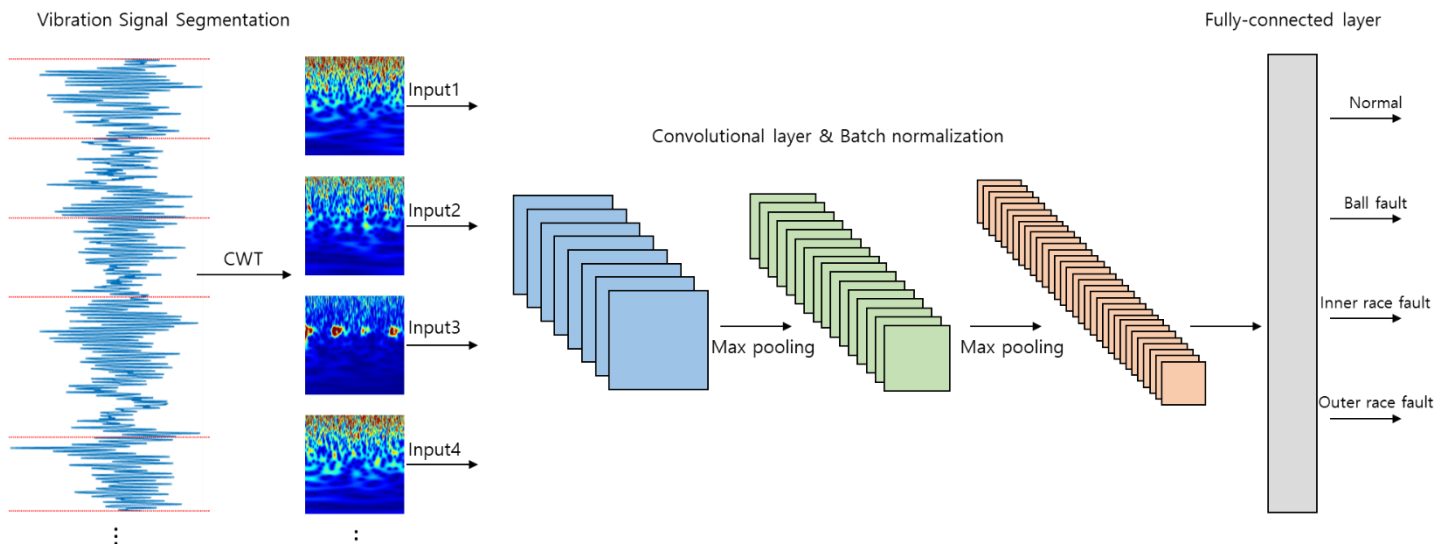 Vibration Signal Segmentation
CWT
Input1
Input2
Input3
Input4
Convolutional layer & Batch normalization
Max pooling
Max pooling
Fully-connected layer
Normal
Ball fault
Inner race fault
Outer race fault